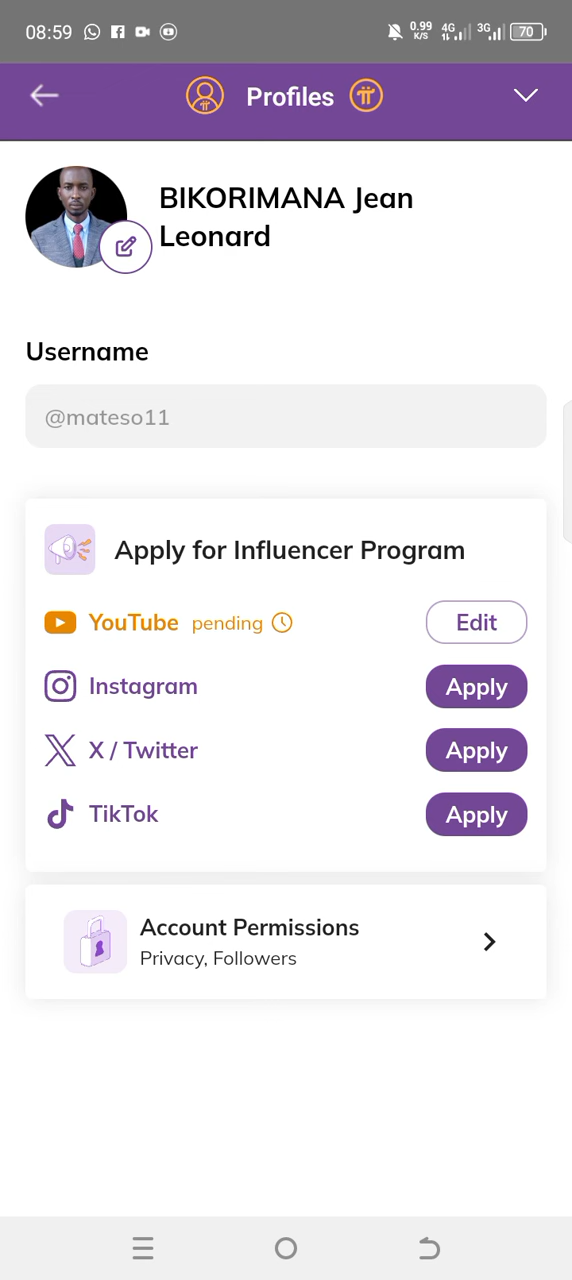 08:59
0.99
K/S
4G
3G
70
Profiles
BIKORIMANA Jean
Leonard
Username
@mateso11
Apply for Influencer Program
YouTube pending Edit
Instagram Apply
X / Twitter Apply
TikTok Apply
Account Permissions
Privacy, Followers